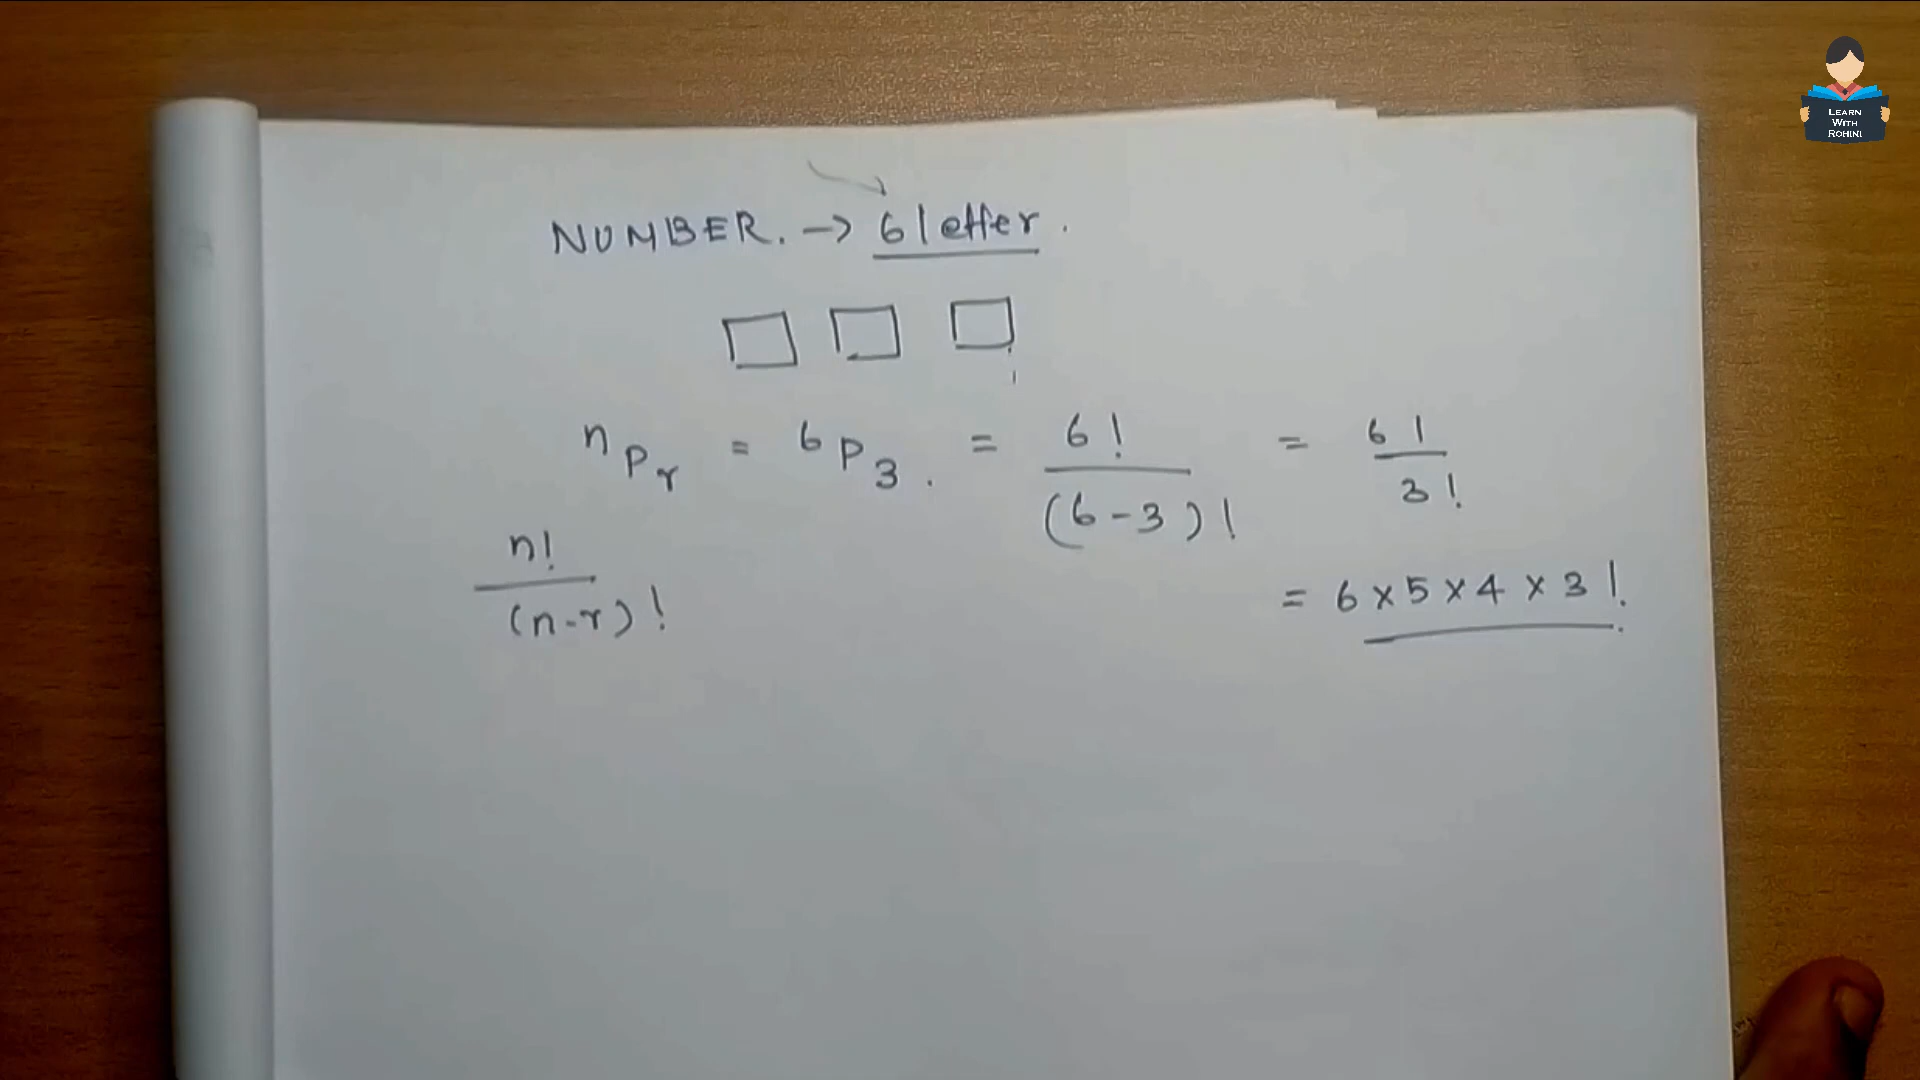 LEARN
WITH
ROHINI
NUMBER. → 6 letter.
nPr = 6P3. = 6! / (6-3)! = 6! / 3!
n! / (n-r)!
= 6 × 5 × 4 × 3!